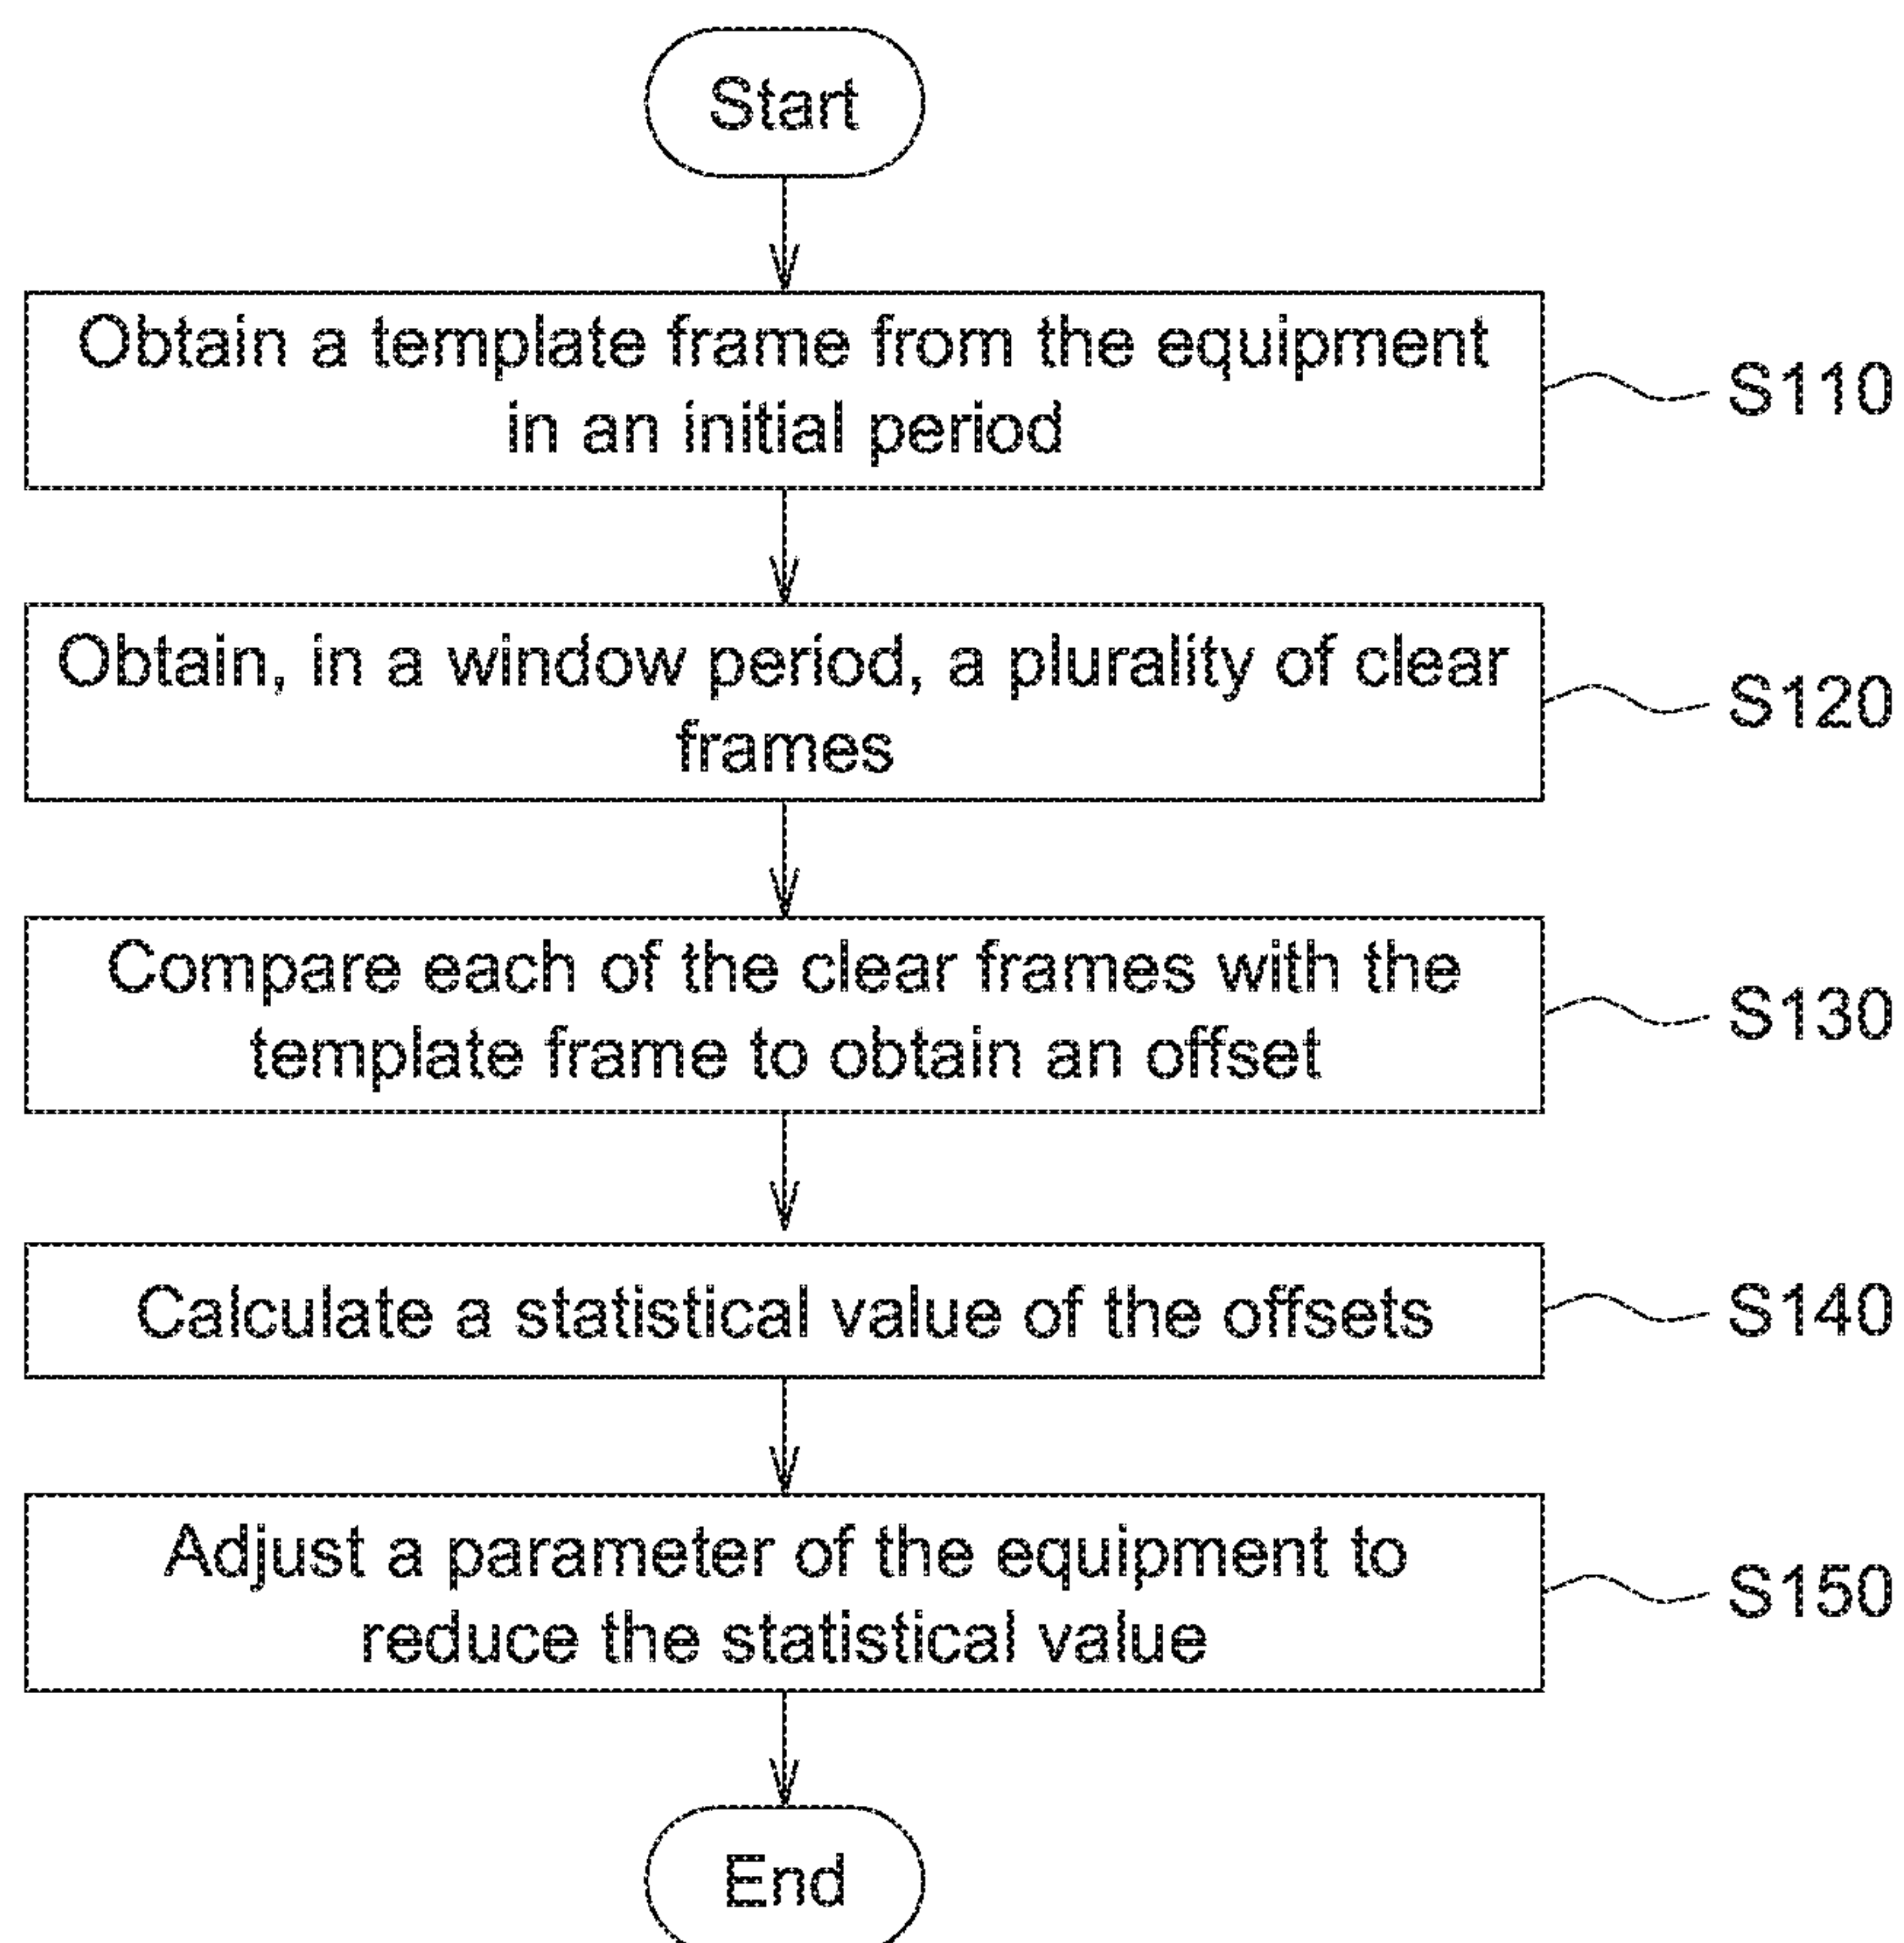 Start
Obtain a template frame from the equipment
in an initial period
S110
Obtain, in a window period, a plurality of clear
frames
S120
Compare each of the clear frames with the
template frame to obtain an offset
S130
Calculate a statistical value of the offsets
S140
Adjust a parameter of the equipment to
reduce the statistical value
S150
End